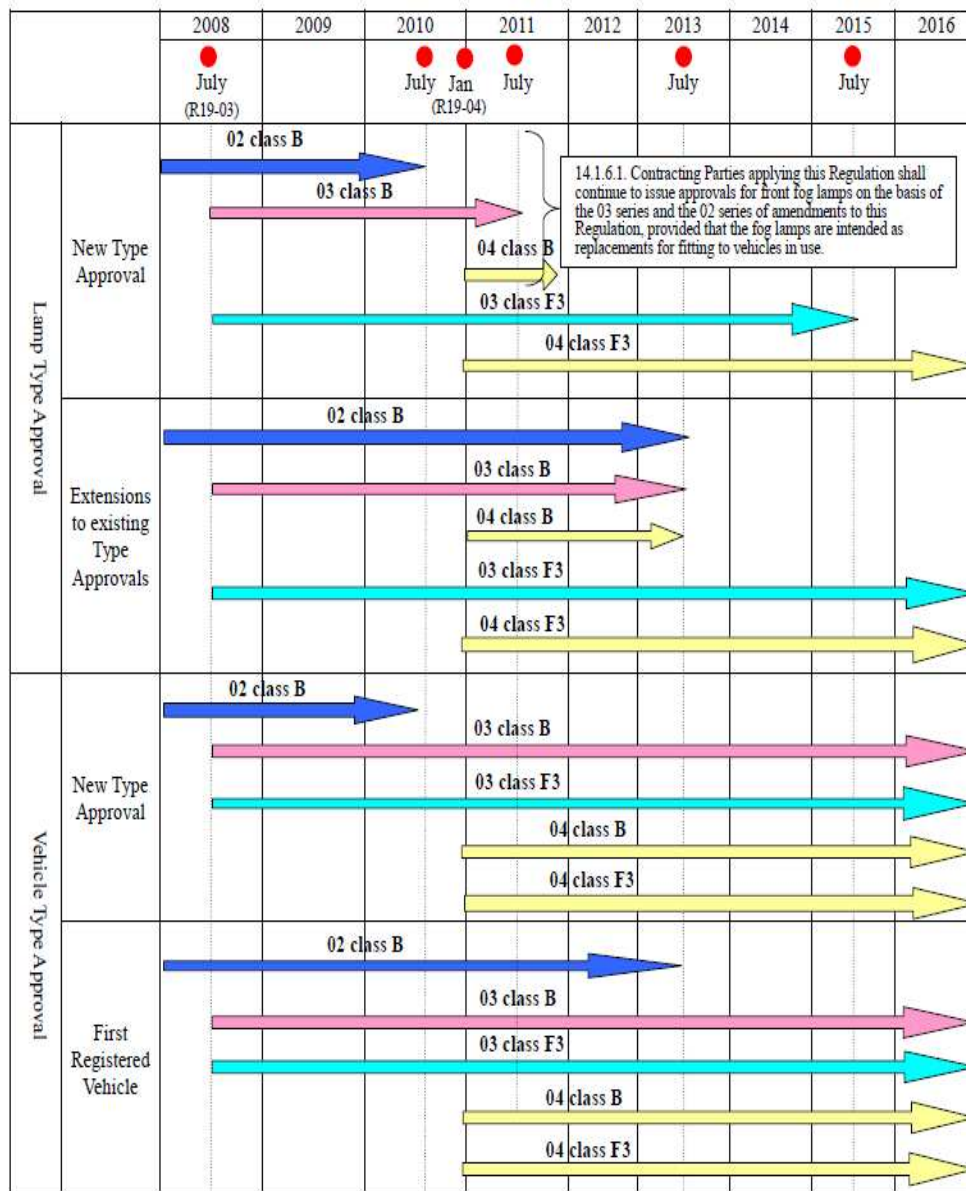 2008 2009 2010 2011 2012 2013 2014 2015 2016
July July Jan July July July
(R19-03) (R19-04)
Lamp Type Approval
New Type
Approval
02 class B
03 class B
04 class B
03 class F3
04 class F3
14.1.6.1. Contracting Parties applying this Regulation shall
continue to issue approvals for front fog lamps on the basis of
the 03 series and the 02 series of amendments to this
Regulation, provided that the fog lamps are intended as
replacements for fitting to vehicles in use.
Extensions
to existing
Type
Approvals
02 class B
03 class B
04 class B
03 class F3
04 class F3
Vehicle Type Approval
New Type
Approval
02 class B
03 class B
03 class F3
04 class B
04 class F3
First
Registered
Vehicle
02 class B
03 class B
03 class F3
04 class B
04 class F3